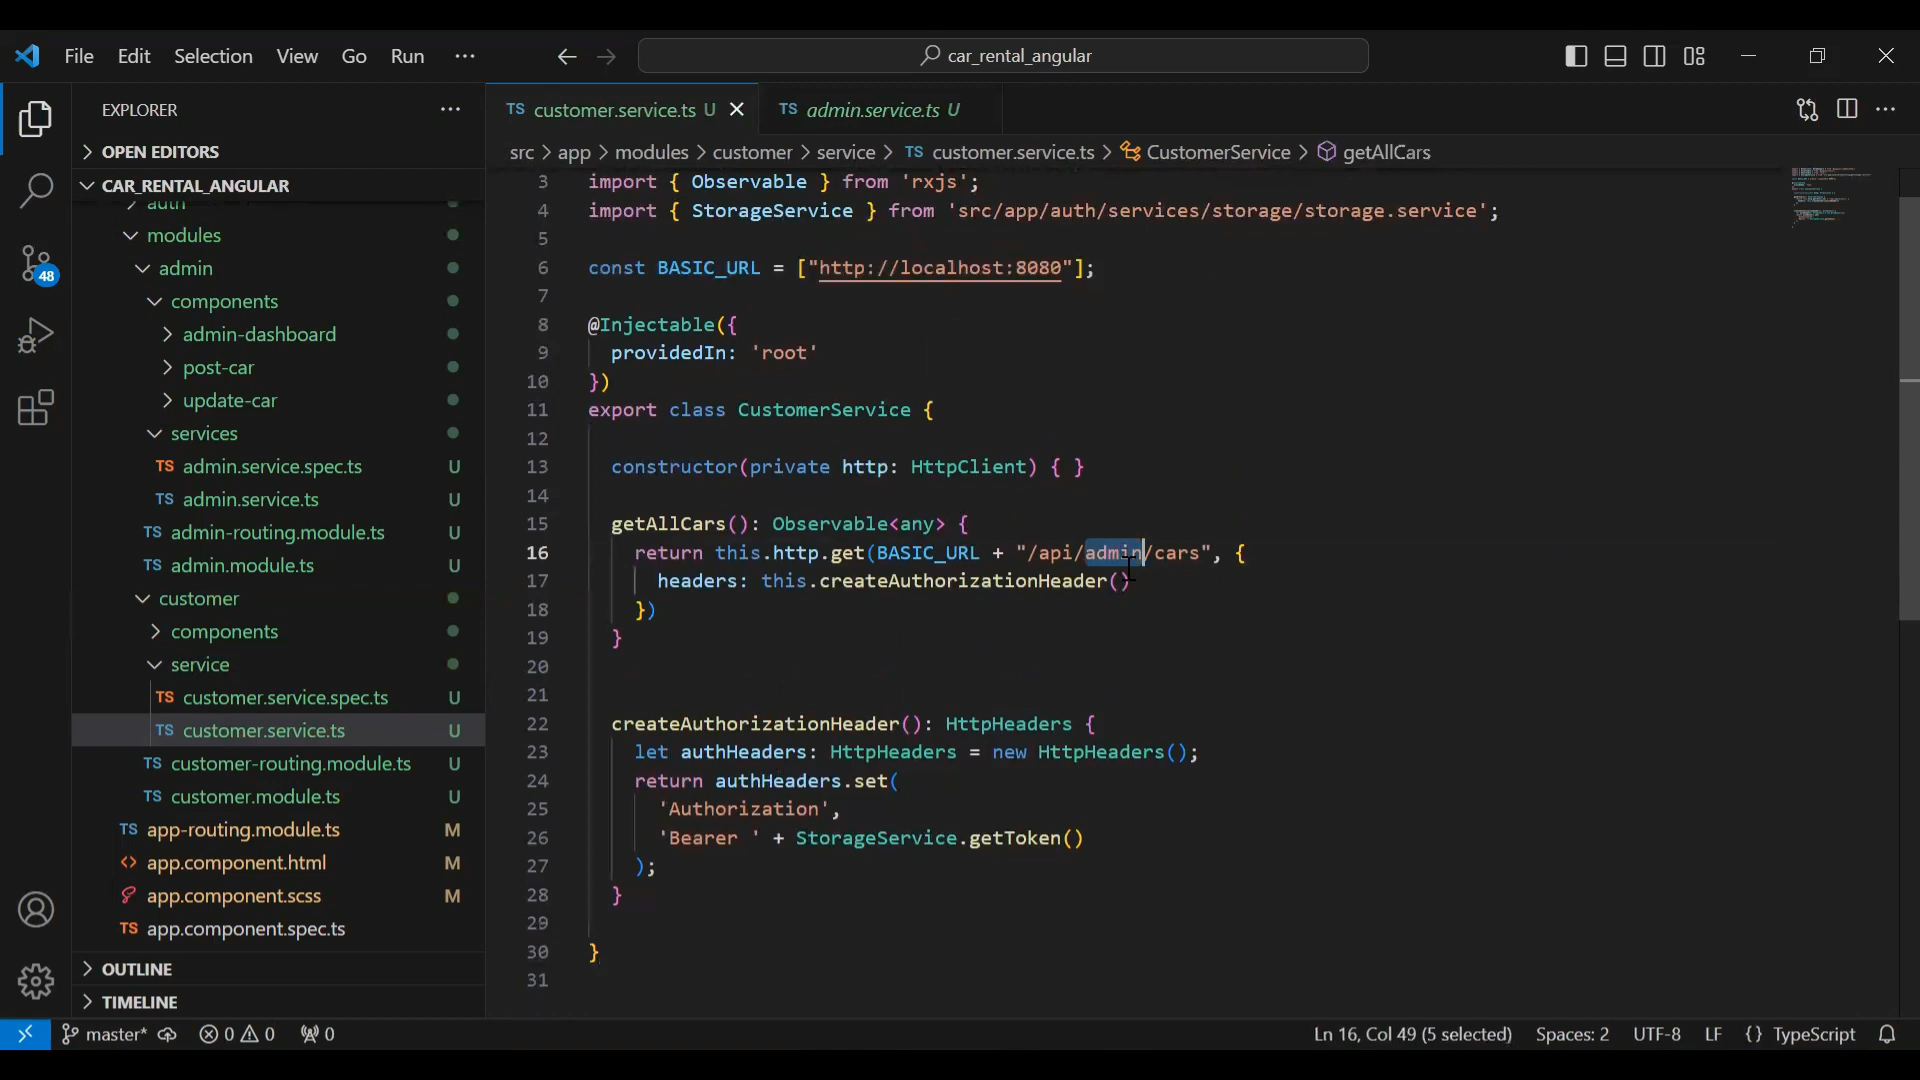 File Edit Selection View Go Run ··· car_rental_angular
EXPLORER ···
customer.service.ts U
admin.service.ts U
src > app > modules > customer > service > TS customer.service.ts > CustomerService > getAllCars
OPEN EDITORS
CAR_RENTAL_ANGULAR
auth
modules
admin
components
admin-dashboard
post-car
update-car
services
TS admin.service.spec.ts U
TS admin.service.ts U
TS admin-routing.module.ts U
TS admin.module.ts U
customer
components
service
TS customer.service.spec.ts U
TS customer.service.ts U
TS customer-routing.module.ts U
TS customer.module.ts U
TS app-routing.module.ts M
<> app.component.html M
app.component.scss M
TS app.component.spec.ts
OUTLINE
TIMELINE
48
3 import { Observable } from 'rxjs';
4 import { StorageService } from 'src/app/auth/services/storage/storage.service';
5
6 const BASIC_URL = ["http://localhost:8080"];
7
8 @Injectable({
9 providedIn: 'root'
10 })
11 export class CustomerService {
12
13 constructor(private http: HttpClient) { }
14
15 getAllCars(): Observable<any> {
16 return this.http.get(BASIC_URL + "/api/admin/cars", {
17 headers: this.createAuthorizationHeader()
18 })
19 }
20
21
22 createAuthorizationHeader(): HttpHeaders {
23 let authHeaders: HttpHeaders = new HttpHeaders();
24 return authHeaders.set(
25 'Authorization',
26 'Bearer ' + StorageService.getToken()
27 );
28 }
29
30 }
31
master* 0 0 0 Ln 16, Col 49 (5 selected) Spaces: 2 UTF-8 LF {} TypeScript